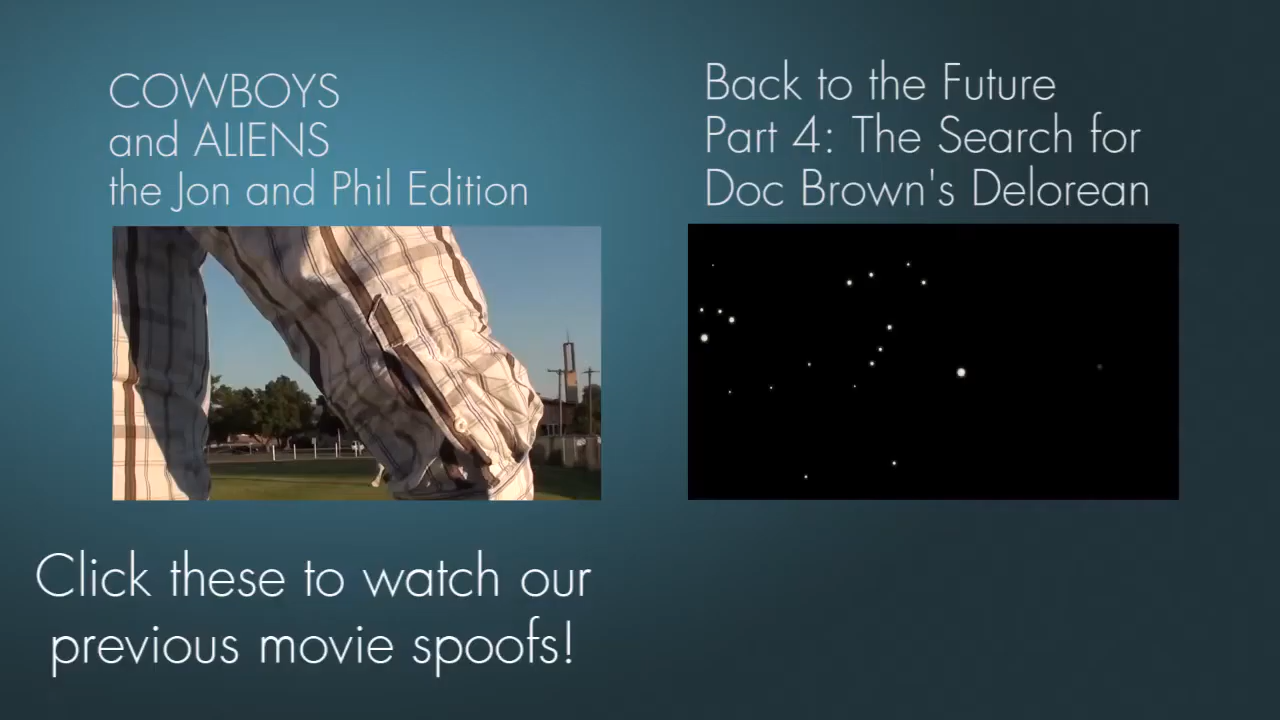 COWBOYS
and ALIENS
the Jon and Phil Edition
Back to the Future
Part 4: The Search for
Doc Brown's Delorean
Click these to watch our
previous movie spoofs!